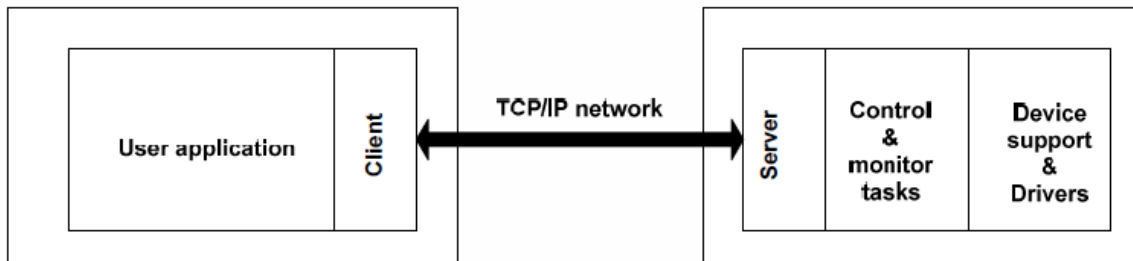 User application
Client
TCP/IP network
Server
Control
&
monitor
tasks
Device
support
&
Drivers